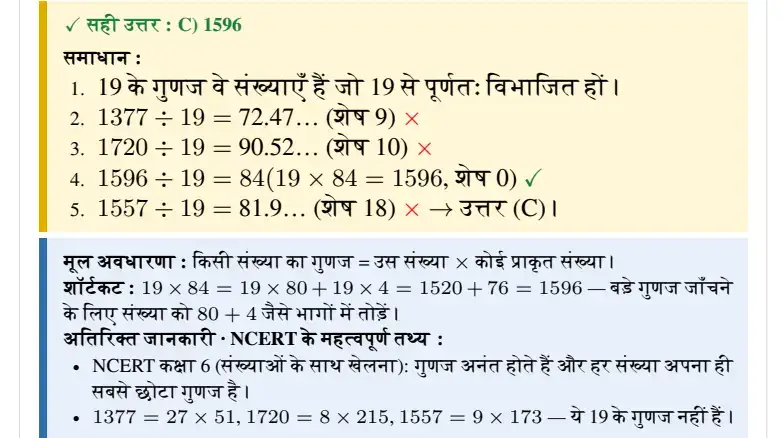 ✓ सही उत्तर : C) 1596
समाधान :
1. 19 के गुणज वे संख्याएँ हैं जो 19 से पूर्णतः विभाजित हों।
2. 1377 ÷ 19 = 72.47… (शेष 9) ×
3. 1720 ÷ 19 = 90.52… (शेष 10) ×
4. 1596 ÷ 19 = 84(19 × 84 = 1596, शेष 0) ✓
5. 1557 ÷ 19 = 81.9… (शेष 18) × → उत्तर (C)।
मूल अवधारणा : किसी संख्या का गुणज = उस संख्या × कोई प्राकृत संख्या।
शॉर्टकट : 19 × 84 = 19 × 80 + 19 × 4 = 1520 + 76 = 1596 — बड़े गुणज जाँचने
के लिए संख्या को 80 + 4 जैसे भागों में तोड़ें।
अतिरिक्त जानकारी · NCERT के महत्वपूर्ण तथ्य :
• NCERT कक्षा 6 (संख्याओं के साथ खेलना): गुणज अनंत होते हैं और हर संख्या अपना ही
सबसे छोटा गुणज है।
• 1377 = 27 × 51, 1720 = 8 × 215, 1557 = 9 × 173 — ये 19 के गुणज नहीं हैं।